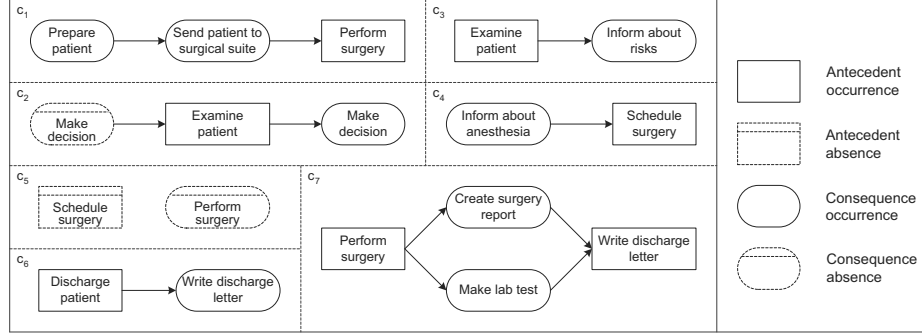 c1
Prepare
patient
Send patient to
surgical suite
Perform
surgery
c3
Examine
patient
Inform about
risks
c2
Make
decision
Examine
patient
Make
decision
c4
Inform about
anesthesia
Schedule
surgery
c5
Schedule
surgery
Perform
surgery
c7
Perform
surgery
Create surgery
report
Make lab test
Write discharge
letter
c6
Discharge
patient
Write discharge
letter
Antecedent
occurrence
Antecedent
absence
Consequence
occurrence
Consequence
absence